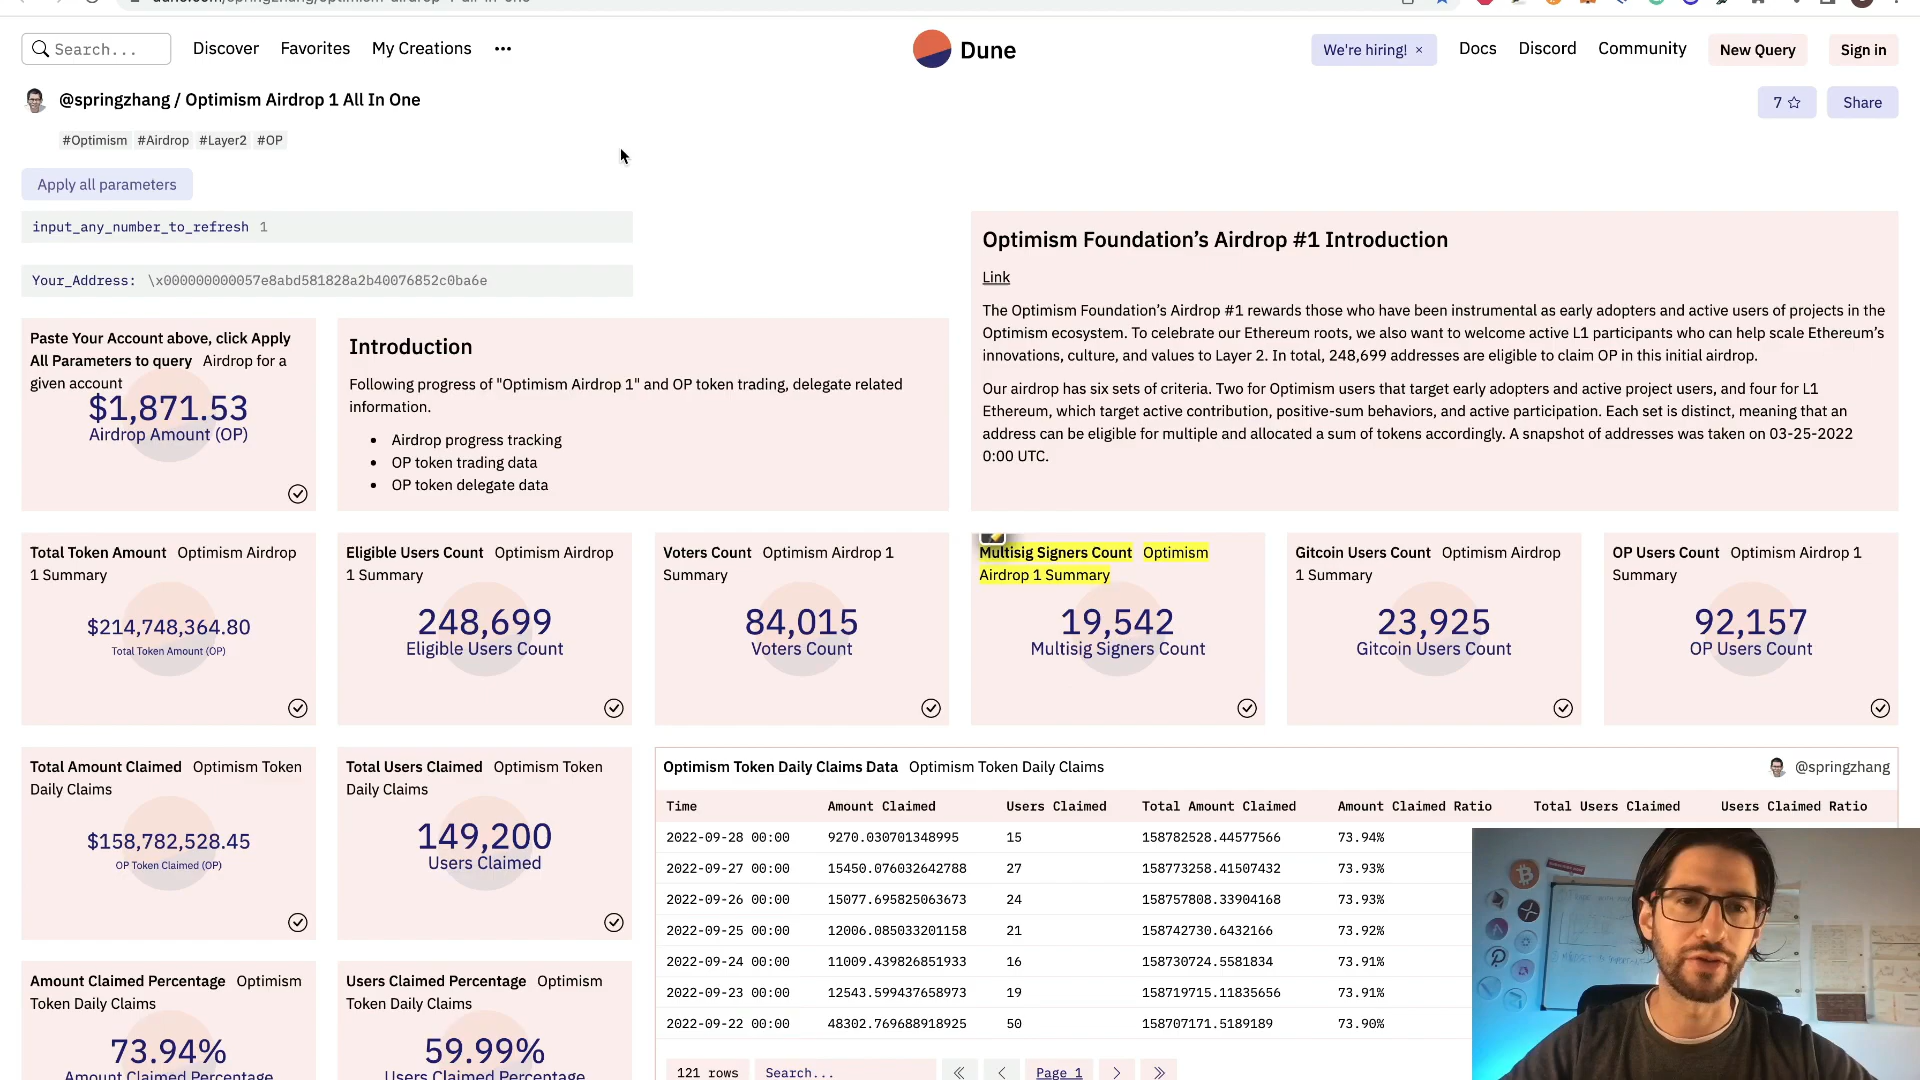 Search...
Discover
Favorites
My Creations
Dune
We're hiring! ×
Docs
Discord
Community
New Query
Sign in
@springzhang / Optimism Airdrop 1 All In One
7
Share
#Optimism #Airdrop #Layer2 #OP
Apply all parameters
input_any_number_to_refresh 1
Your_Address: \x000000000057e8abd581828a2b40076852c0ba6e
Paste Your Account above, click Apply
All Parameters to query Airdrop for a
given account
$1,871.53
Airdrop Amount (OP)
Introduction
Following progress of "Optimism Airdrop 1" and OP token trading, delegate related
information.
• Airdrop progress tracking
• OP token trading data
• OP token delegate data
Optimism Foundation’s Airdrop #1 Introduction
Link
The Optimism Foundation’s Airdrop #1 rewards those who have been instrumental as early adopters and active users of projects in the
Optimism ecosystem. To celebrate our Ethereum roots, we also want to welcome active L1 participants who can help scale Ethereum’s
innovations, culture, and values to Layer 2. In total, 248,699 addresses are eligible to claim OP in this initial airdrop.
Our airdrop has six sets of criteria. Two for Optimism users that target early adopters and active project users, and four for L1
Ethereum, which target active contribution, positive-sum behaviors, and active participation. Each set is distinct, meaning that an
address can be eligible for multiple and allocated a sum of tokens accordingly. A snapshot of addresses was taken on 03-25-2022
0:00 UTC.
Total Token Amount Optimism Airdrop
1 Summary
$214,748,364.80
Total Token Amount (OP)
Eligible Users Count Optimism Airdrop
1 Summary
248,699
Eligible Users Count
Voters Count Optimism Airdrop 1
Summary
84,015
Voters Count
Multisig Signers Count Optimism
Airdrop 1 Summary
19,542
Multisig Signers Count
Gitcoin Users Count Optimism Airdrop
1 Summary
23,925
Gitcoin Users Count
OP Users Count Optimism Airdrop 1
Summary
92,157
OP Users Count
Total Amount Claimed Optimism Token
Daily Claims
$158,782,528.45
OP Token Claimed (OP)
Total Users Claimed Optimism Token
Daily Claims
149,200
Users Claimed
Optimism Token Daily Claims Data Optimism Token Daily Claims
@springzhang
Time Amount Claimed Users Claimed Total Amount Claimed Amount Claimed Ratio Total Users Claimed Users Claimed Ratio
2022-09-28 00:00 9270.030701348995 15 158782528.44577566 73.94%
2022-09-27 00:00 15450.076032642788 27 158773258.41507432 73.93%
2022-09-26 00:00 15077.695825063673 24 158757808.33904168 73.93%
2022-09-25 00:00 12006.085033201158 21 158742730.6432166 73.92%
2022-09-24 00:00 11009.439826851933 16 158730724.5581834 73.91%
2022-09-23 00:00 12543.599437658973 19 158719715.11835656 73.91%
2022-09-22 00:00 48302.769688918925 50 158707171.5189189 73.90%
121 rows Search... Page 1
Amount Claimed Percentage Optimism
Token Daily Claims
73.94%
Amount Claimed Percentage
Users Claimed Percentage Optimism
Token Daily Claims
59.99%
Users Claimed Percentage